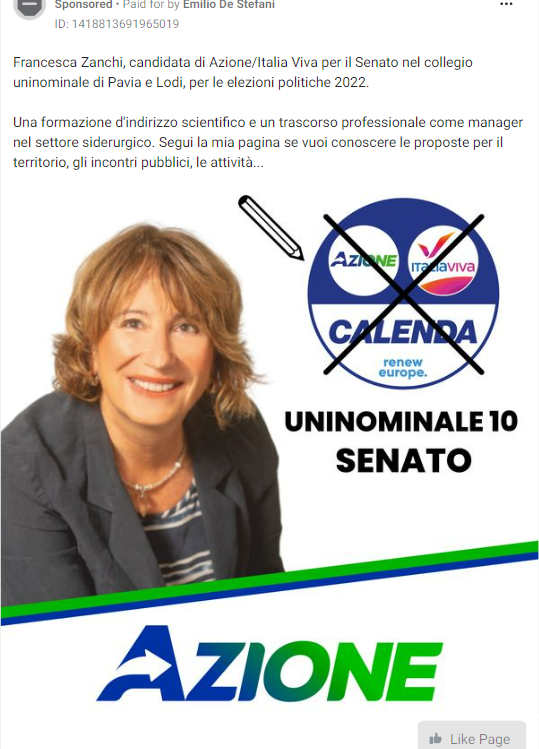 Sponsored • Paid for by Emilio De Stefani
ID: 1418813691965019
Francesca Zanchi, candidata di Azione/Italia Viva per il Senato nel collegio
uninominale di Pavia e Lodi, per le elezioni politiche 2022.
Una formazione d'indirizzo scientifico e un trascorso professionale come manager
nel settore siderurgico. Segui la mia pagina se vuoi conoscere le proposte per il
territorio, gli incontri pubblici, le attività...
AZIONE
ITALIAVIVA
CALENDA
renew
europe.
UNINOMINALE 10
SENATO
AZIONE
Like Page